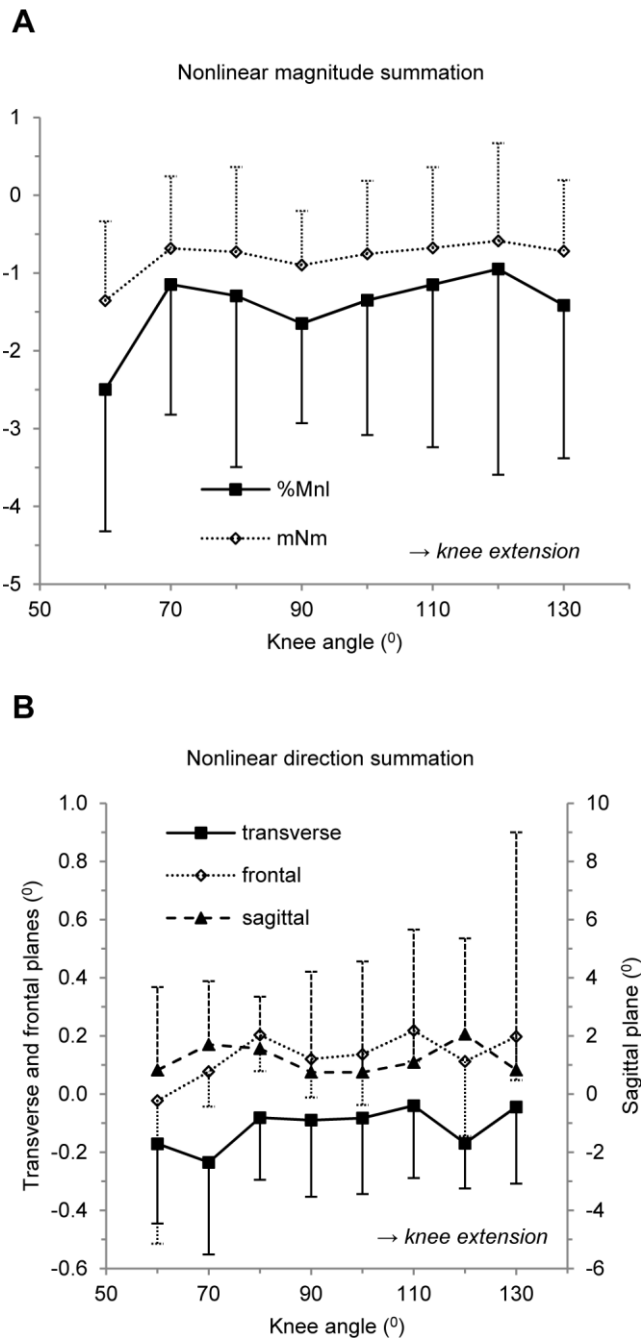 A
Nonlinear magnitude summation
1
0
-1
-2
-3
-4
-5
%Mnl
mNm
→ knee extension
50 70 90 110 130
Knee angle (⁰)
B
Nonlinear direction summation
Transverse and frontal planes (⁰)
1.0
0.8
0.6
0.4
0.2
0.0
-0.2
-0.4
-0.6
transverse
frontal
sagittal
→ knee extension
10
8
6
4
2
0
-2
-4
-6
Sagittal plane (⁰)
50 70 90 110 130
Knee angle (⁰)